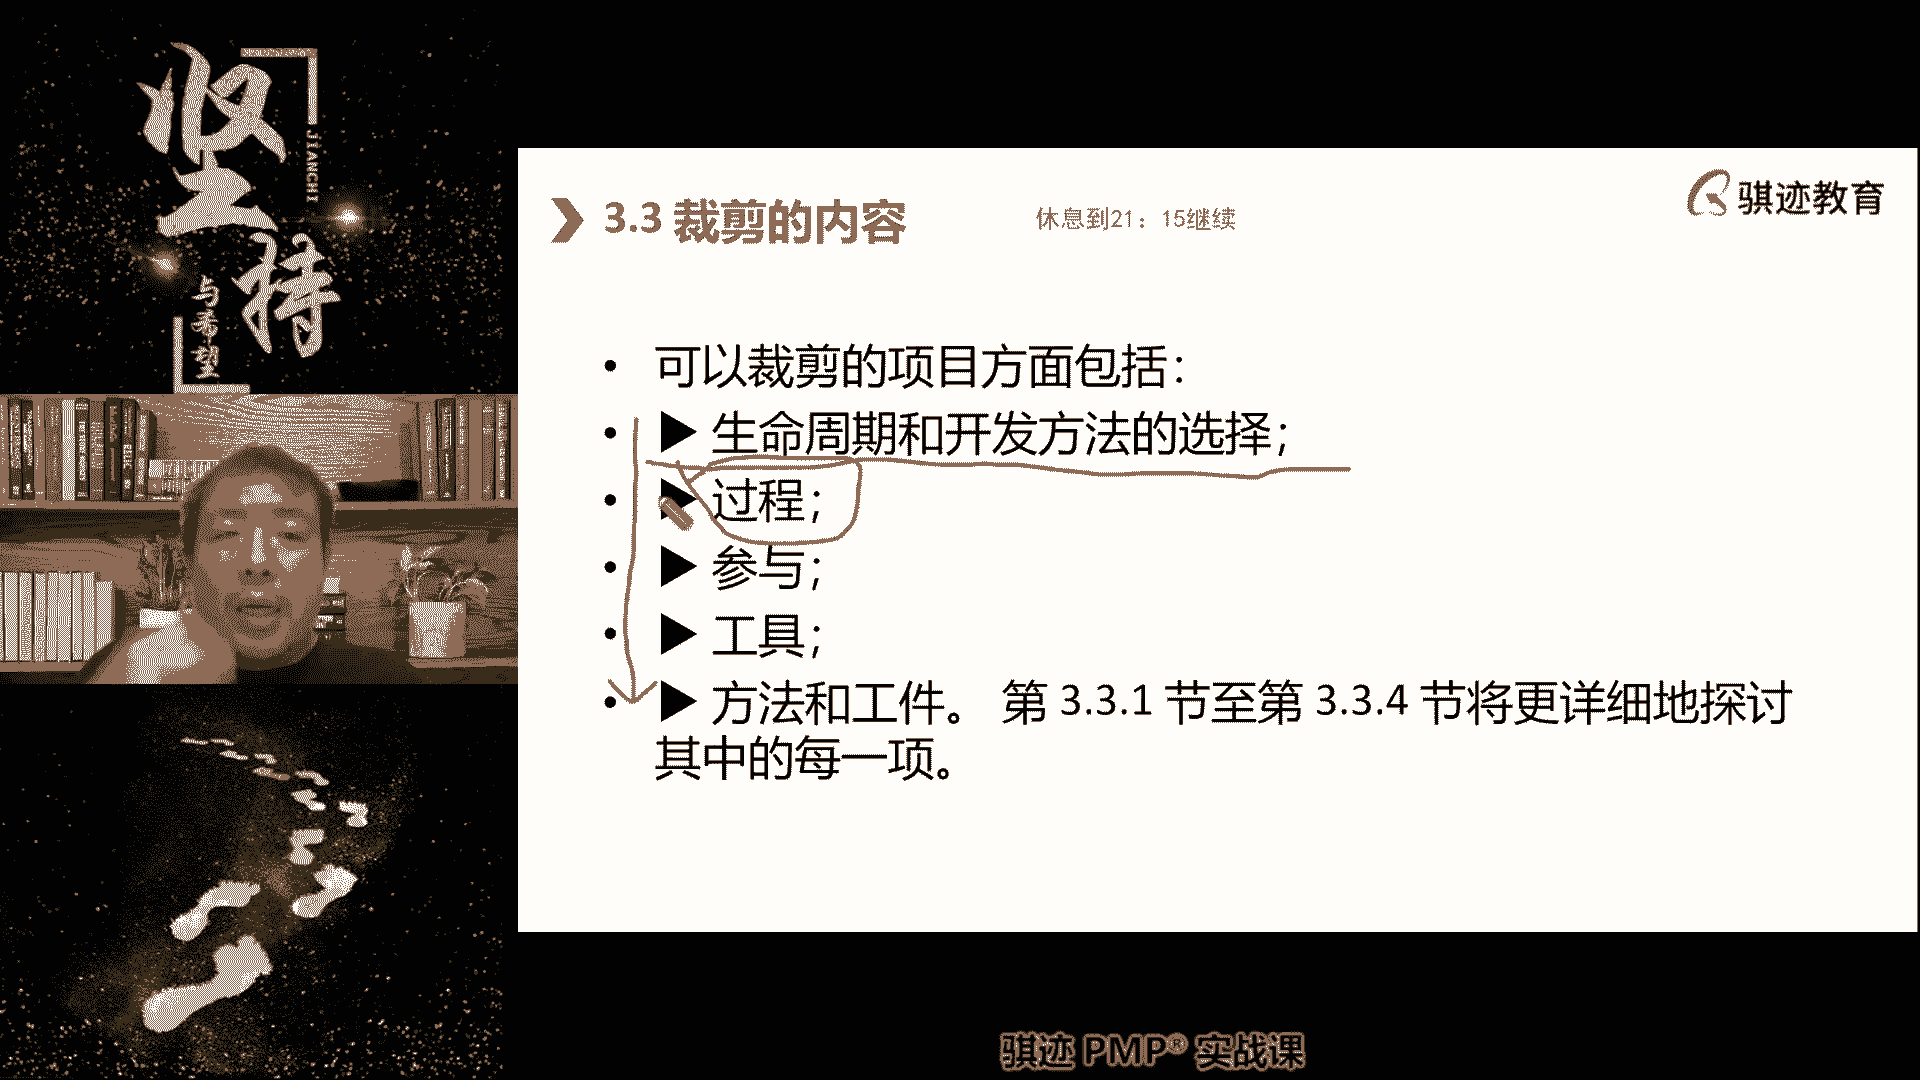 坚持
JIANCHI
与希望
3.3 裁剪的内容
休息到21：15继续
骐迹教育
• 可以裁剪的项目方面包括：
• ▶ 生命周期和开发方法的选择；
• ▶ 过程；
• ▶ 参与；
• ▶ 工具；
• ▶ 方法和工件。 第 3.3.1 节至第 3.3.4 节将更详细地探讨
其中的每一项。
骐迹 PMP® 实战课